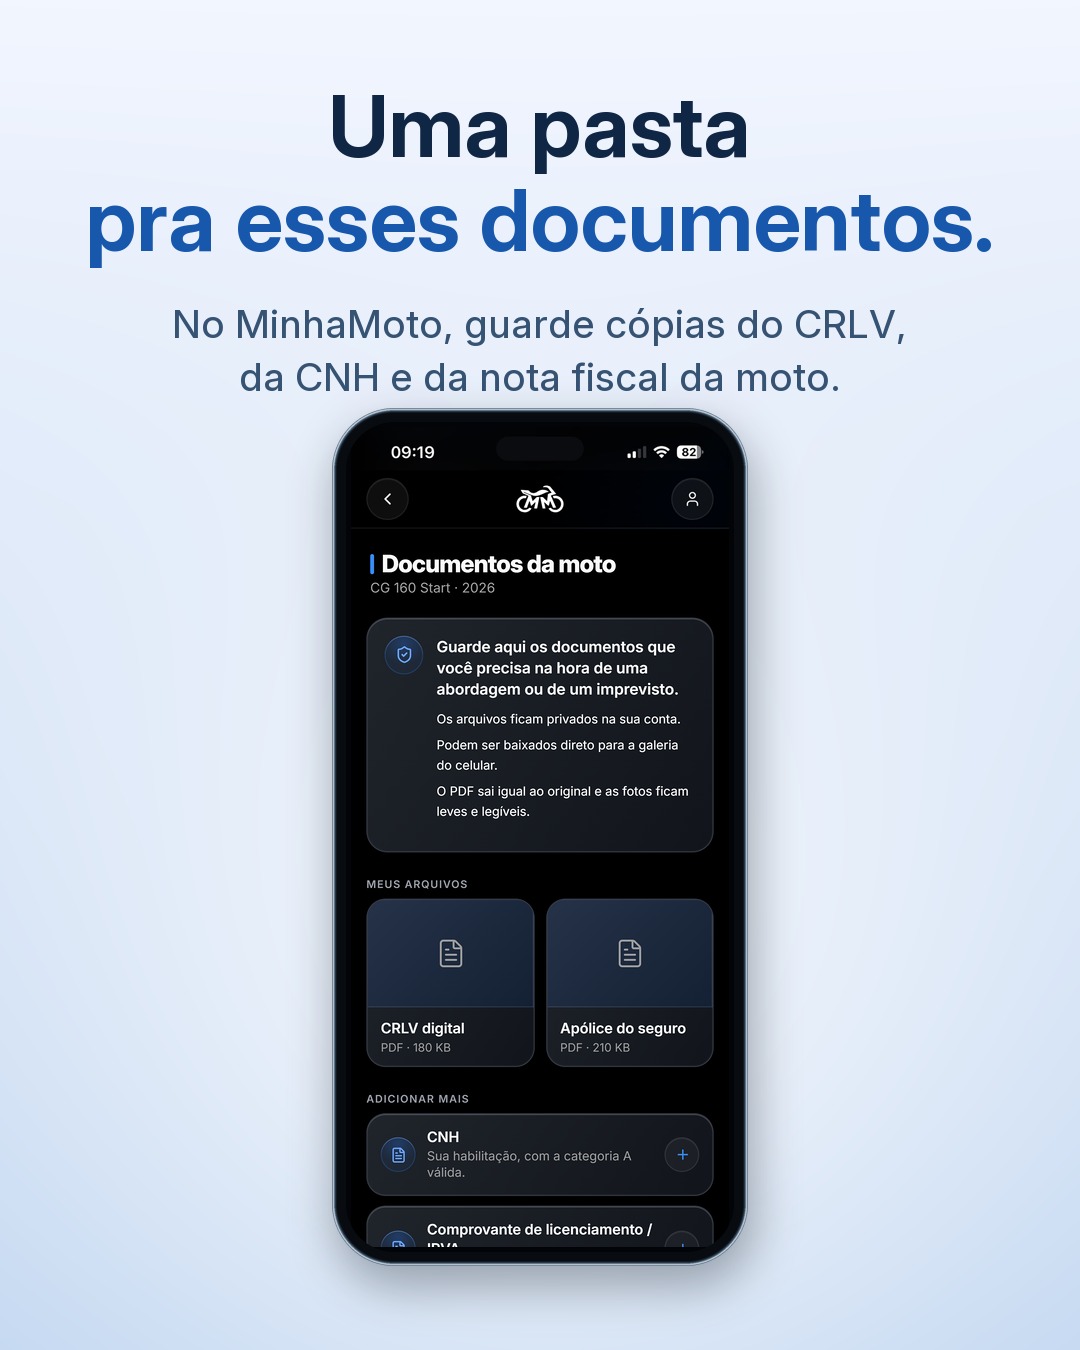 Uma pasta
pra esses documentos.
No MinhaMoto, guarde cópias do CRLV,
da CNH e da nota fiscal da moto.
09:19
82
MM
Documentos da moto
CG 160 Start · 2026
Guarde aqui os documentos que
você precisa na hora de uma
abordagem ou de um imprevisto.
Os arquivos ficam privados na sua conta.
Podem ser baixados direto para a galeria
do celular.
O PDF sai igual ao original e as fotos ficam
leves e legíveis.
MEUS ARQUIVOS
CRLV digital
PDF · 180 KB
Apólice do seguro
PDF · 210 KB
ADICIONAR MAIS
CNH
Sua habilitação, com a categoria A
válida.
Comprovante de licenciamento /
IPVA